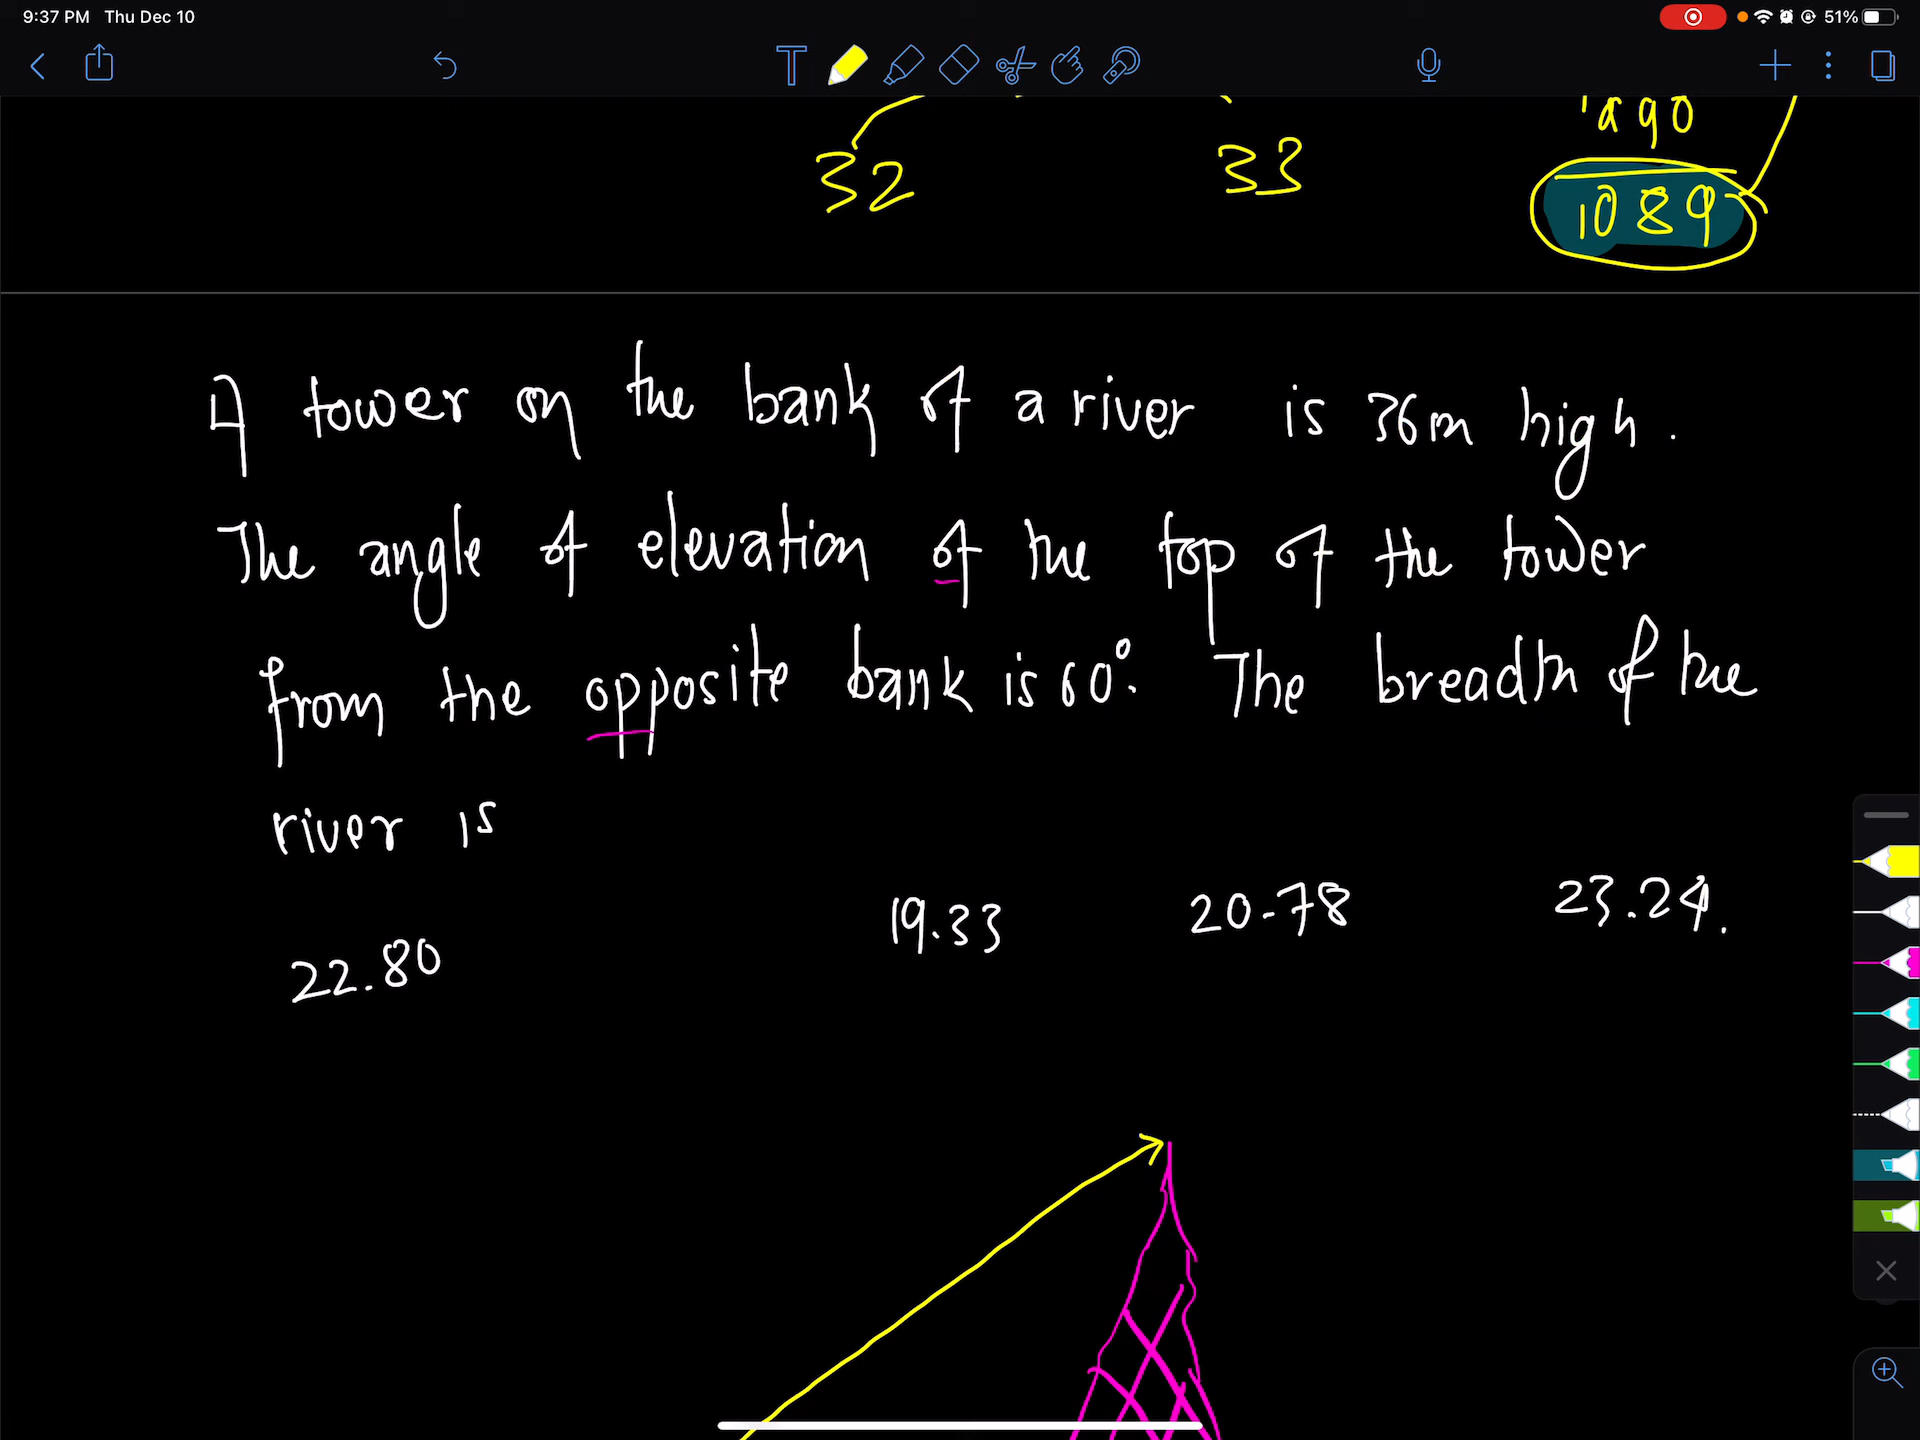 9:37 PM Thu Dec 10
51%
32 33
1089
A tower on the bank of a river is 36m high.
The angle of elevation of the top of the tower
from the opposite bank is 60°. The breadth of the
river is
22.80 19.33 20.78 23.24.